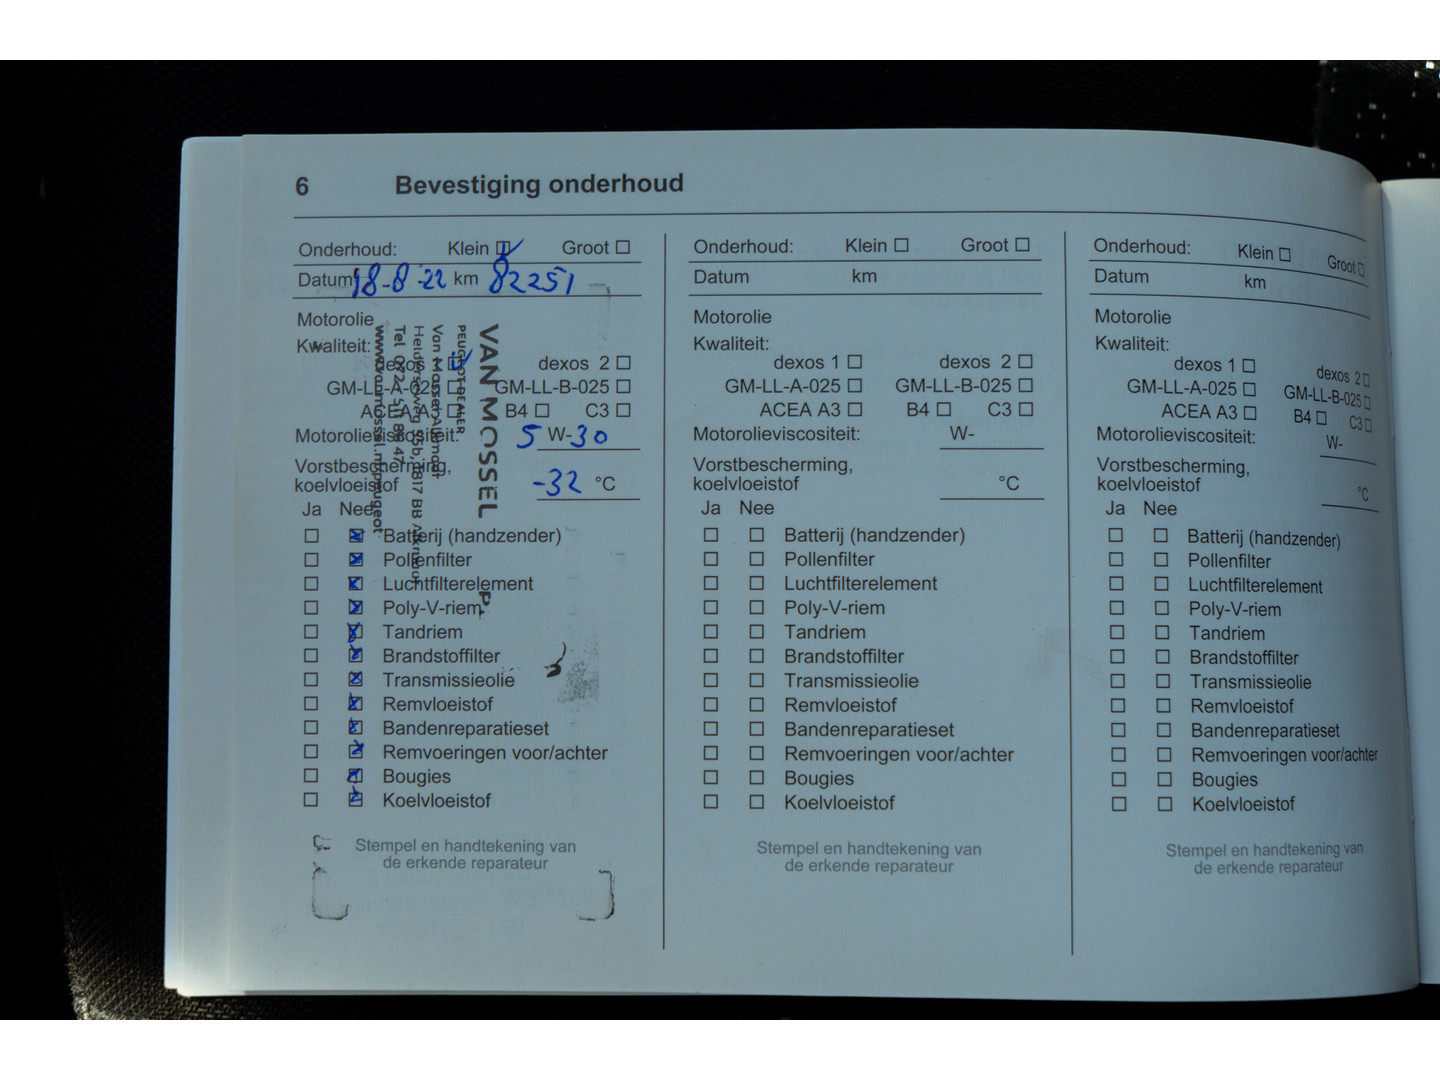 6 Bevestiging onderhoud
Onderhoud: Klein Groot
Datum 18-8-22 km 82251
Motorolie
Kwaliteit:
dexos 1 dexos 2
GM-LL-A-025 GM-LL-B-025
ACEA A3 B4 C3
Motorolieviscositeit: 5 W-30
Vorstbescherming,
koelvloeistof -32 °C
Ja Nee
Batterij (handzender)
Pollenfilter
Luchtfilterelement
Poly-V-riem
Tandriem
Brandstoffilter
Transmissieolie
Remvloeistof
Bandenreparatieset
Remvoeringen voor/achter
Bougies
Koelvloeistof
Stempel en handtekening van
de erkende reparateur
VAN MOSSEL
PEUGEOT DEALER
Van Mossel Alkmaar
BB Alkmaar
Onderhoud: Klein Groot
Datum km
Motorolie
Kwaliteit:
dexos 1 dexos 2
GM-LL-A-025 GM-LL-B-025
ACEA A3 B4 C3
Motorolieviscositeit: W-
Vorstbescherming,
koelvloeistof °C
Ja Nee
Batterij (handzender)
Pollenfilter
Luchtfilterelement
Poly-V-riem
Tandriem
Brandstoffilter
Transmissieolie
Remvloeistof
Bandenreparatieset
Remvoeringen voor/achter
Bougies
Koelvloeistof
Stempel en handtekening van
de erkende reparateur
Onderhoud: Klein Groot
Datum km
Motorolie
Kwaliteit:
dexos 1 dexos 2
GM-LL-A-025 GM-LL-B-025
ACEA A3 B4 C3
Motorolieviscositeit: W-
Vorstbescherming,
koelvloeistof °C
Ja Nee
Batterij (handzender)
Pollenfilter
Luchtfilterelement
Poly-V-riem
Tandriem
Brandstoffilter
Transmissieolie
Remvloeistof
Bandenreparatieset
Remvoeringen voor/achter
Bougies
Koelvloeistof
Stempel en handtekening van
de erkende reparateur